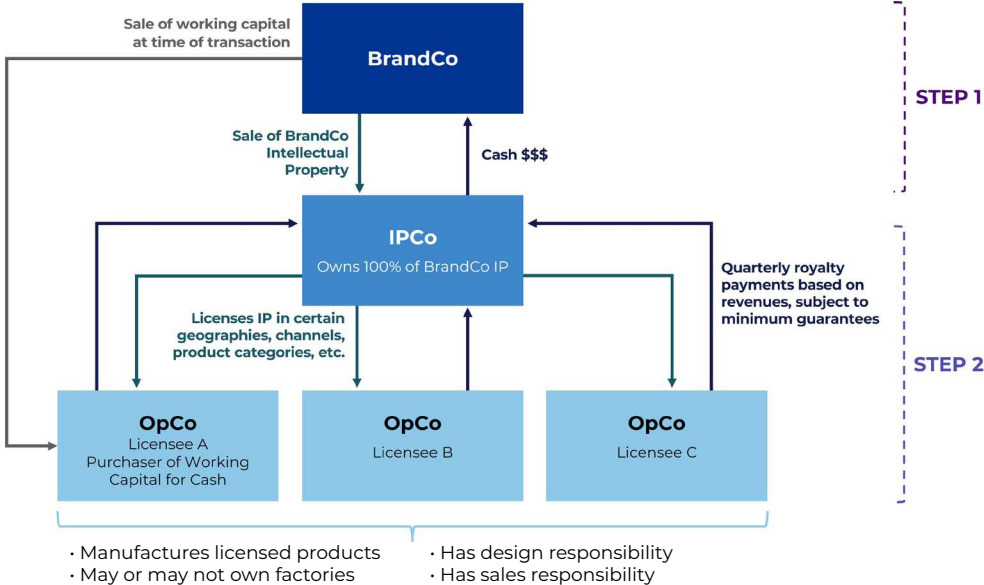 Sale of working capital
at time of transaction
BrandCo
STEP 1
Sale of BrandCo
Intellectual
Property
Cash $$$
IPCo
Owns 100% of BrandCo IP
Quarterly royalty
payments based on
revenues, subject to
minimum guarantees
Licenses IP in certain
geographies, channels,
product categories, etc.
STEP 2
OpCo
Licensee A
Purchaser of Working
Capital for Cash
OpCo
Licensee B
OpCo
Licensee C
• Manufactures licensed products
• May or may not own factories
• Has design responsibility
• Has sales responsibility